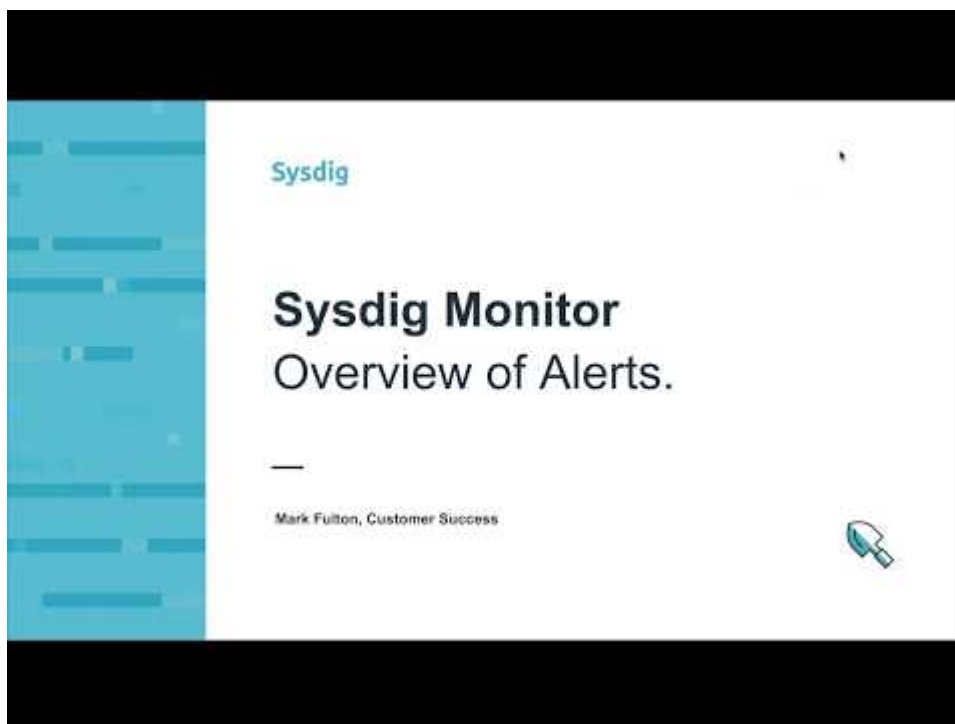 Sysdig
Sysdig Monitor
Overview of Alerts.
Mark Fulton, Customer Success